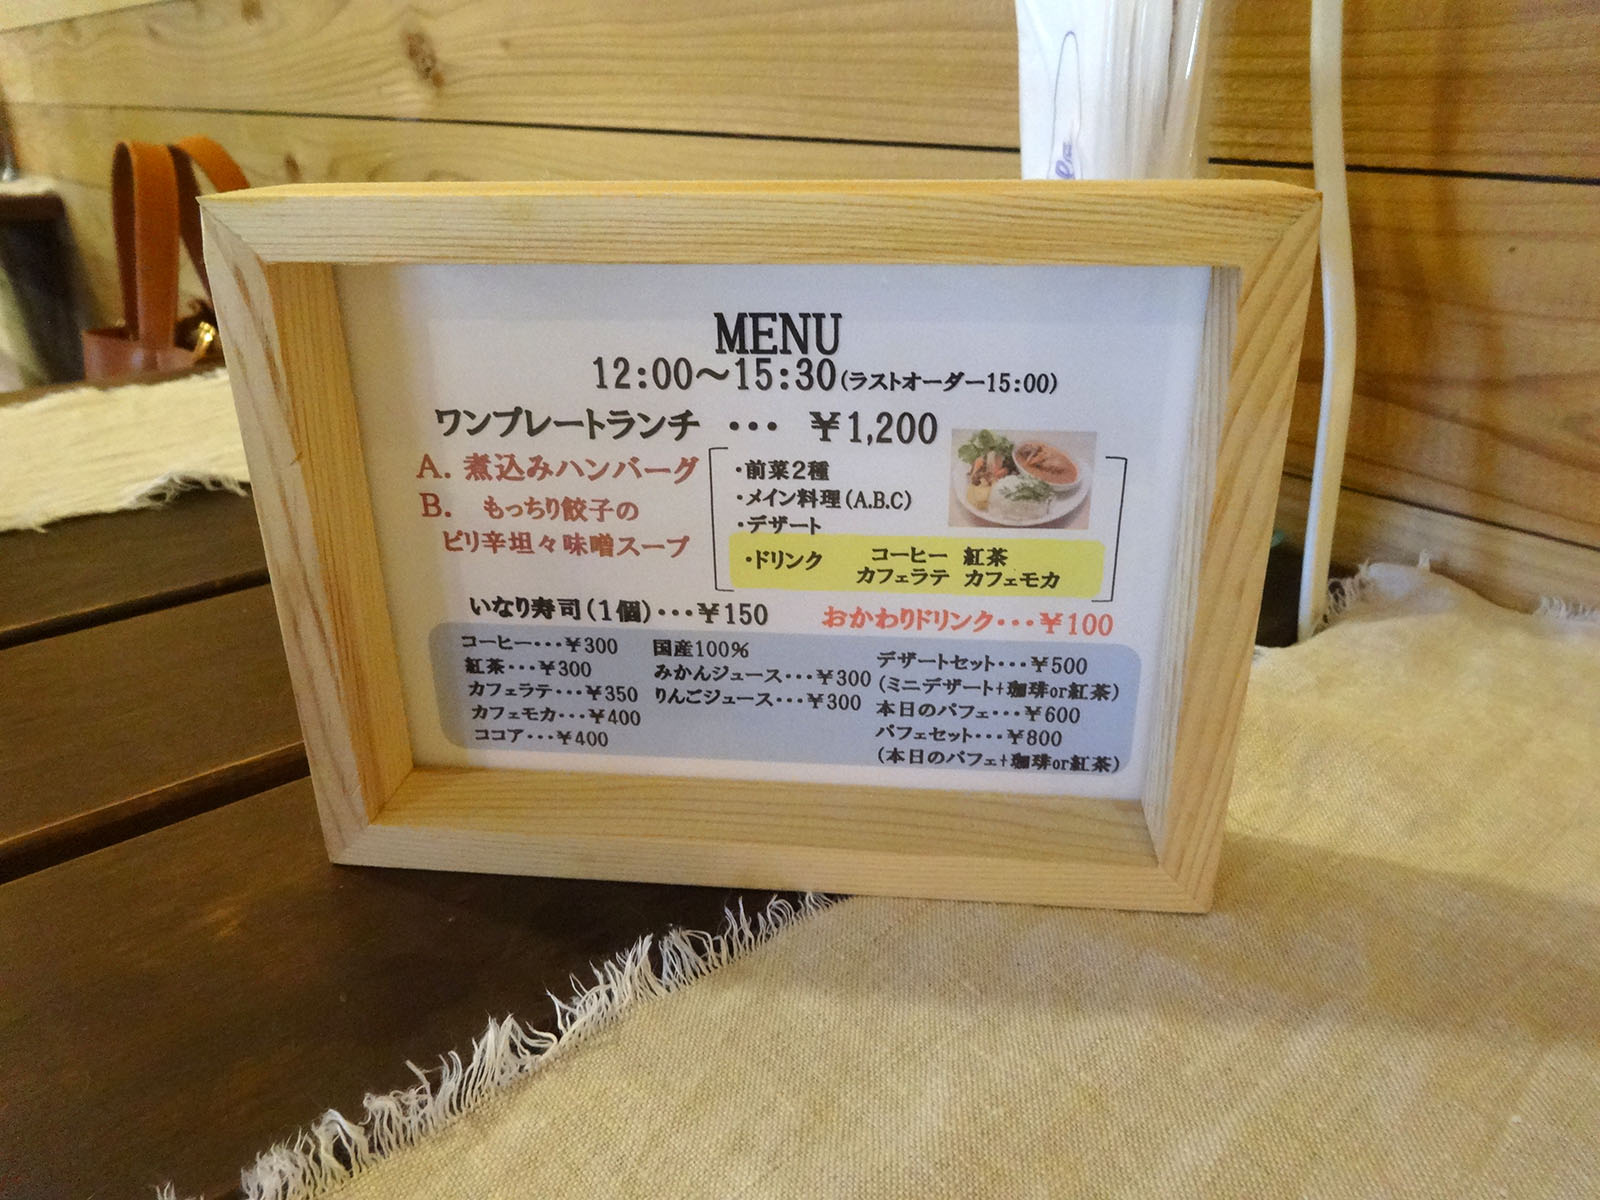 MENU
12:00～15:30(ラストオーダー15:00)
ワンプレートランチ ・・・ ￥1,200
A. 煮込みハンバーグ
B. もっちり餃子の
ピリ辛坦々味噌スープ
・前菜2種
・メイン料理(A.B.C)
・デザート
・ドリンク コーヒー 紅茶
カフェラテ カフェモカ
いなり寿司(1個)・・・￥150
おかわりドリンク・・・￥100
コーヒー・・・￥300
紅茶・・・￥300
カフェラテ・・・￥350
カフェモカ・・・￥400
ココア・・・￥400
国産100%
みかんジュース・・・￥300
りんごジュース・・・￥300
デザートセット・・・￥500
(ミニデザート+珈琲or紅茶)
本日のパフェ・・・￥600
パフェセット・・・￥800
(本日のパフェ+珈琲or紅茶)